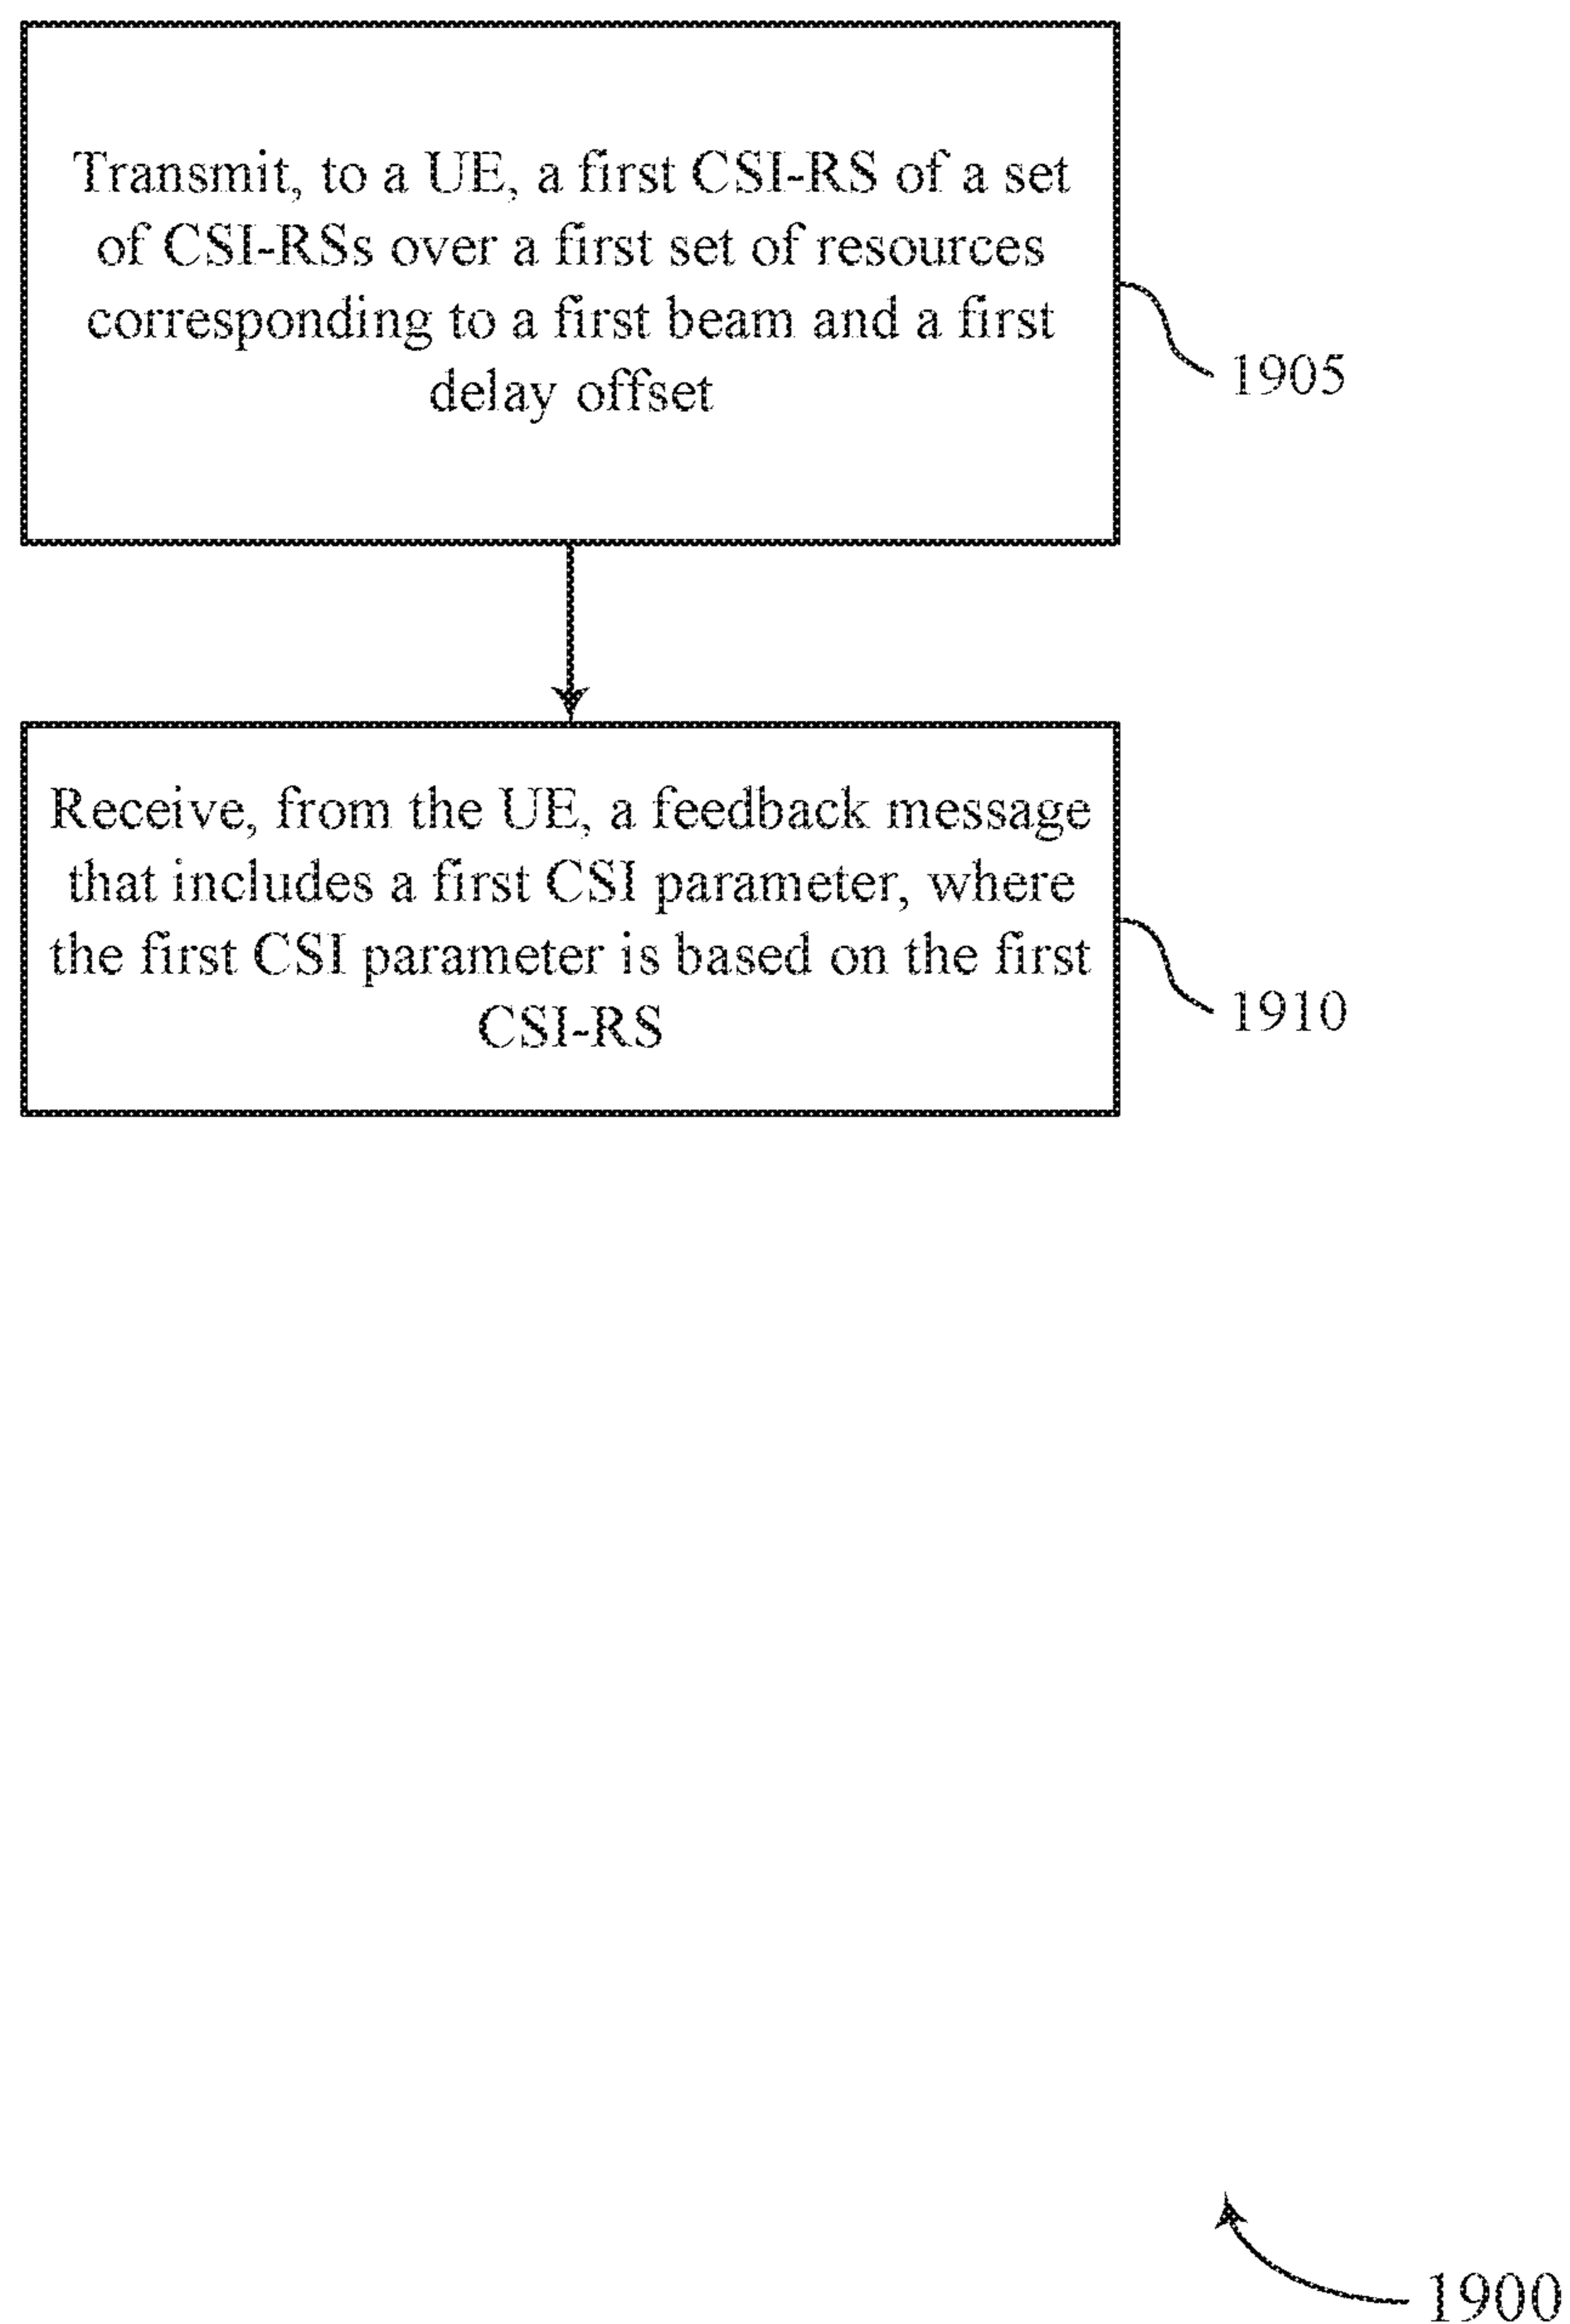 Transmit, to a UE, a first CSI-RS of a set
of CSI-RSs over a first set of resources
corresponding to a first beam and a first
delay offset
1905
Receive, from the UE, a feedback message
that includes a first CSI parameter, where
the first CSI parameter is based on the first
CSI-RS
1910
1900